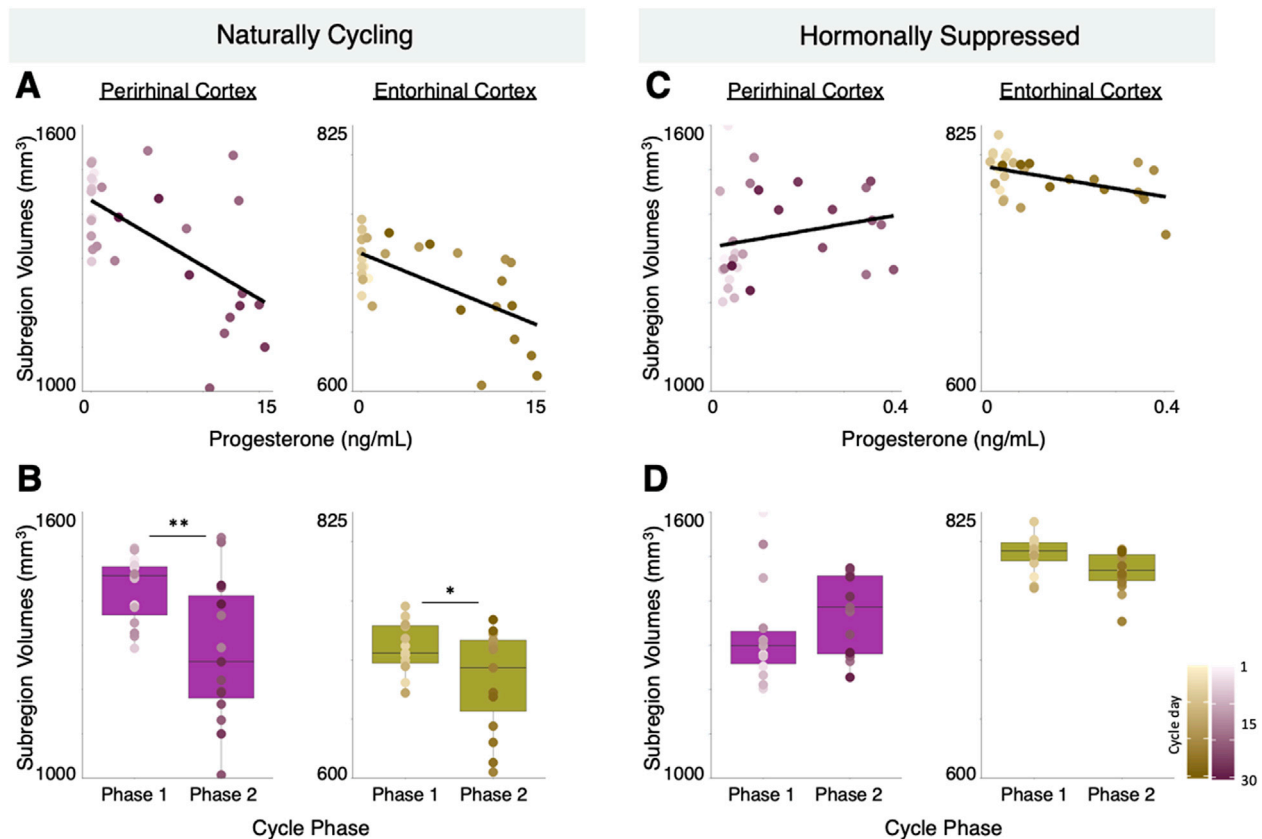 Naturally Cycling
Hormonally Suppressed
A
Perirhinal Cortex
Entorhinal Cortex
C
Perirhinal Cortex
Entorhinal Cortex
Subregion Volumes (mm³)
1600
1000
0
15
825
600
0
15
Progesterone (ng/mL)
Subregion Volumes (mm³)
1600
1000
0
0.4
825
600
0
0.4
Progesterone (ng/mL)
B
Subregion Volumes (mm³)
1600
1000
**
Phase 1
Phase 2
825
600
*
Phase 1
Phase 2
Cycle Phase
D
Subregion Volumes (mm³)
1600
1000
Phase 1
Phase 2
825
600
Phase 1
Phase 2
Cycle Phase
Cycle day
1
15
30